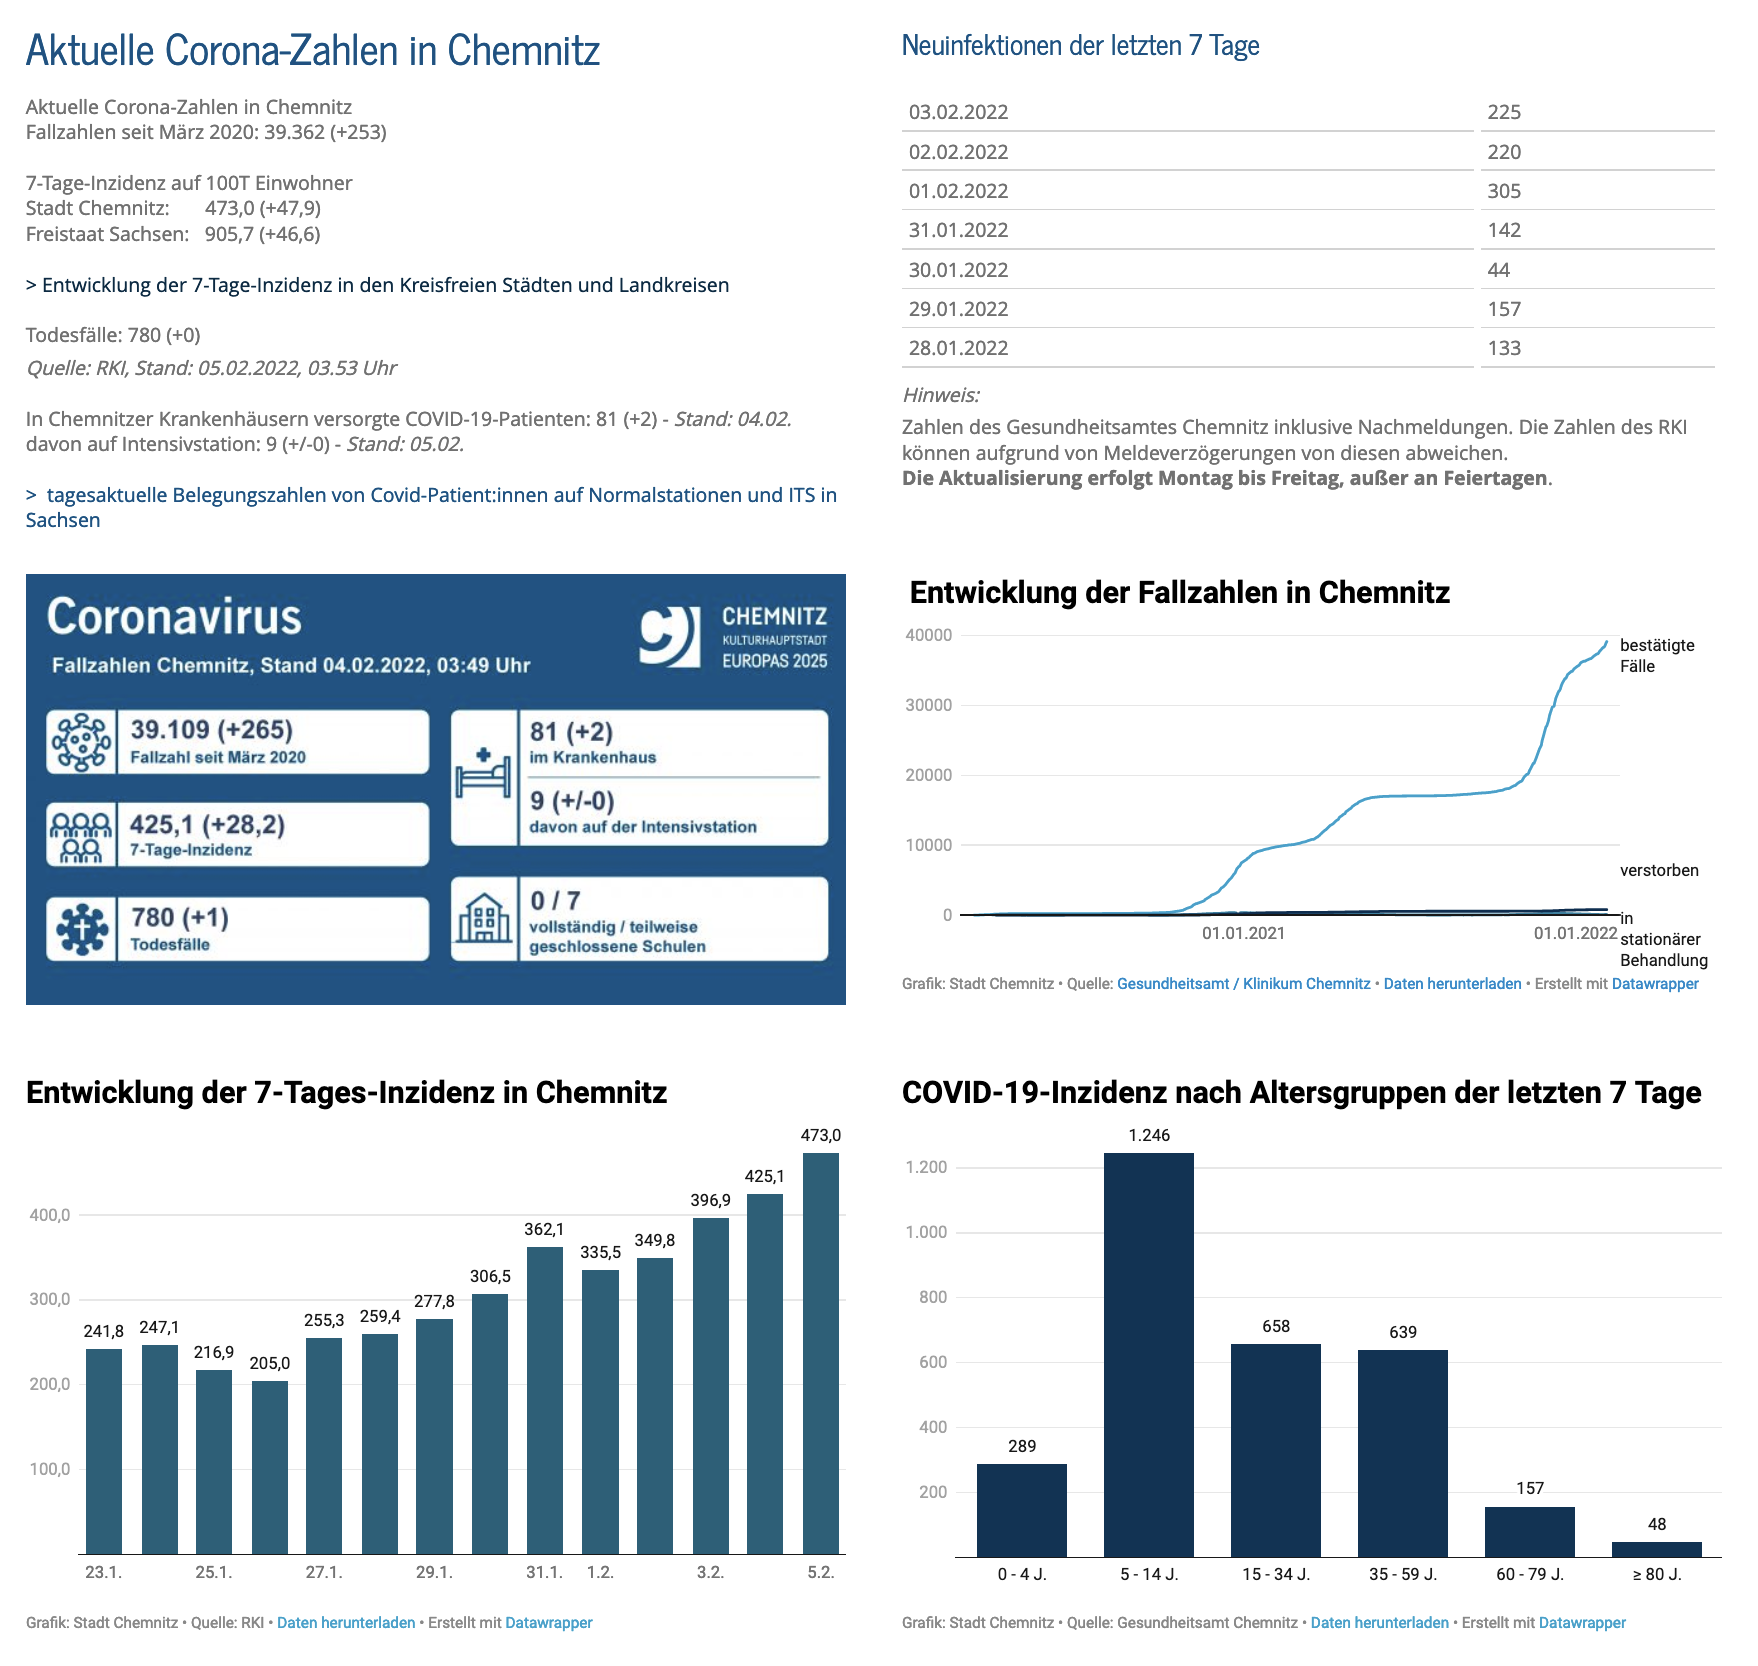 Aktuelle Corona-Zahlen in Chemnitz
Aktuelle Corona-Zahlen in Chemnitz
Fallzahlen seit März 2020: 39.362 (+253)
7-Tage-Inzidenz auf 100T Einwohner
Stadt Chemnitz: 473,0 (+47,9)
Freistaat Sachsen: 905,7 (+46,6)
> Entwicklung der 7-Tage-Inzidenz in den Kreisfreien Städten und Landkreisen
Todesfälle: 780 (+0)
Quelle: RKI, Stand: 05.02.2022, 03.53 Uhr
In Chemnitzer Krankenhäusern versorgte COVID-19-Patienten: 81 (+2) - Stand: 04.02.
davon auf Intensivstation: 9 (+/-0) - Stand: 05.02.
> tagesaktuelle Belegungszahlen von Covid-Patient:innen auf Normalstationen und ITS in
Sachsen
Neuinfektionen der letzten 7 Tage
03.02.2022 225
02.02.2022 220
01.02.2022 305
31.01.2022 142
30.01.2022 44
29.01.2022 157
28.01.2022 133
Hinweis:
Zahlen des Gesundheitsamtes Chemnitz inklusive Nachmeldungen. Die Zahlen des RKI
können aufgrund von Meldeverzögerungen von diesen abweichen.
Die Aktualisierung erfolgt Montag bis Freitag, außer an Feiertagen.
Coronavirus
Fallzahlen Chemnitz, Stand 04.02.2022, 03:49 Uhr
CHEMNITZ
KULTURHAUPTSTADT
EUROPAS 2025
39.109 (+265)
Fallzahl seit März 2020
425,1 (+28,2)
7-Tage-Inzidenz
780 (+1)
Todesfälle
81 (+2)
im Krankenhaus
9 (+/-0)
davon auf der Intensivstation
0 / 7
vollständig / teilweise
geschlossene Schulen
Entwicklung der Fallzahlen in Chemnitz
40000
30000
20000
10000
0
bestätigte
Fälle
verstorben
in
stationärer
Behandlung
01.01.2021 01.01.2022
Grafik: Stadt Chemnitz • Quelle: Gesundheitsamt / Klinikum Chemnitz • Daten herunterladen • Erstellt mit Datawrapper
Entwicklung der 7-Tages-Inzidenz in Chemnitz
400,0
300,0
200,0
100,0
241,8 247,1 216,9 205,0 255,3 259,4 277,8 306,5 362,1 335,5 349,8 396,9 425,1 473,0
23.1. 25.1. 27.1. 29.1. 31.1. 1.2. 3.2. 5.2.
Grafik: Stadt Chemnitz • Quelle: RKI • Daten herunterladen • Erstellt mit Datawrapper
COVID-19-Inzidenz nach Altersgruppen der letzten 7 Tage
1.200
1.000
800
600
400
200
289 1.246 658 639 157 48
0 - 4 J. 5 - 14 J. 15 - 34 J. 35 - 59 J. 60 - 79 J. ≥ 80 J.
Grafik: Stadt Chemnitz • Quelle: Gesundheitsamt Chemnitz • Daten herunterladen • Erstellt mit Datawrapper